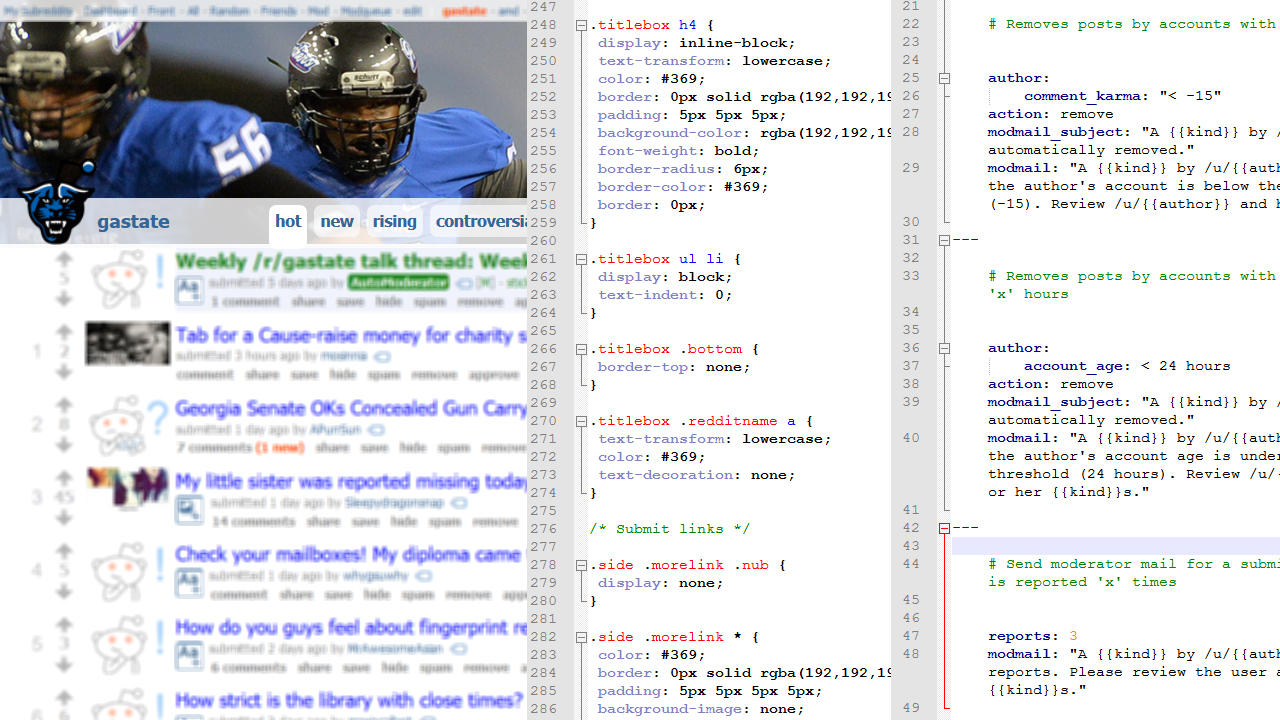 My Subreddits - Dashboard - Front - All - Random - Friends - Mod - Modqueue - edit gastate - and -
schutt
56
gastate
hot
new
rising
controversia
Weekly /r/gastate talk thread: Week
5
Aa
submitted 5 days ago by AutoModerator [M] - stic
1 comment share save hide spam remove ap
1
2
Tab for a Cause-raise money for charity s
submitted 3 hours ago by moanna
comment share save hide spam remove approve
2
8
Georgia Senate OKs Concealed Gun Carry
submitted 1 day ago by AlfunSun
7 comments (1 new) share save hide spam remove
3
45
My little sister was reported missing today
submitted 1 day ago by Sleepydragonsnap
14 comments share save hide spam remove
4
5
Check your mailboxes! My diploma came
Aa
submitted 1 day ago by whygsuwhy
comment share save hide spam remove app
5
3
How do you guys feel about fingerprint re
Aa
submitted 2 days ago by MrAwesomeAsian
6 comments share save hide spam remove
6
6
How strict is the library with close times?
247
248 .titlebox h4 {
249 display: inline-block;
250 text-transform: lowercase;
251 color: #369;
252 border: 0px solid rgba(192,192,19
253 padding: 5px 5px 5px;
254 background-color: rgba(192,192,19
255 font-weight: bold;
256 border-radius: 6px;
257 border-color: #369;
258 border: 0px;
259 }
260
261 .titlebox ul li {
262 display: block;
263 text-indent: 0;
264 }
265
266 .titlebox .bottom {
267 border-top: none;
268 }
269
270 .titlebox .redditname a {
271 text-transform: lowercase;
272 color: #369;
273 text-decoration: none;
274 }
275
276 /* Submit links */
277
278 .side .morelink .nub {
279 display: none;
280 }
281
282 .side .morelink * {
283 color: #369;
284 border: 0px solid rgba(192,192,19
285 padding: 5px 5px 5px 5px;
286 background-image: none;
21
22 # Removes posts by accounts with
23
24
25 author:
26 comment_karma: "< -15"
27 action: remove
28 modmail_subject: "A {{kind}} by /
automatically removed."
29 modmail: "A {{kind}} by /u/{{auth
the author's account is below the
(-15). Review /u/{{author}} and h
30
31 ---
32
33 # Removes posts by accounts with
'x' hours
34
35
36 author:
37 account_age: < 24 hours
38 action: remove
39 modmail_subject: "A {{kind}} by /
automatically removed."
40 modmail: "A {{kind}} by /u/{{auth
the author's account age is under
threshold (24 hours). Review /u/{
or her {{kind}}s."
41
42 ---
43
44 # Send moderator mail for a submi
is reported 'x' times
45
46
47 reports: 3
48 modmail: "A {{kind}} by /u/{{auth
reports. Please review the user a
{{kind}}s."
49